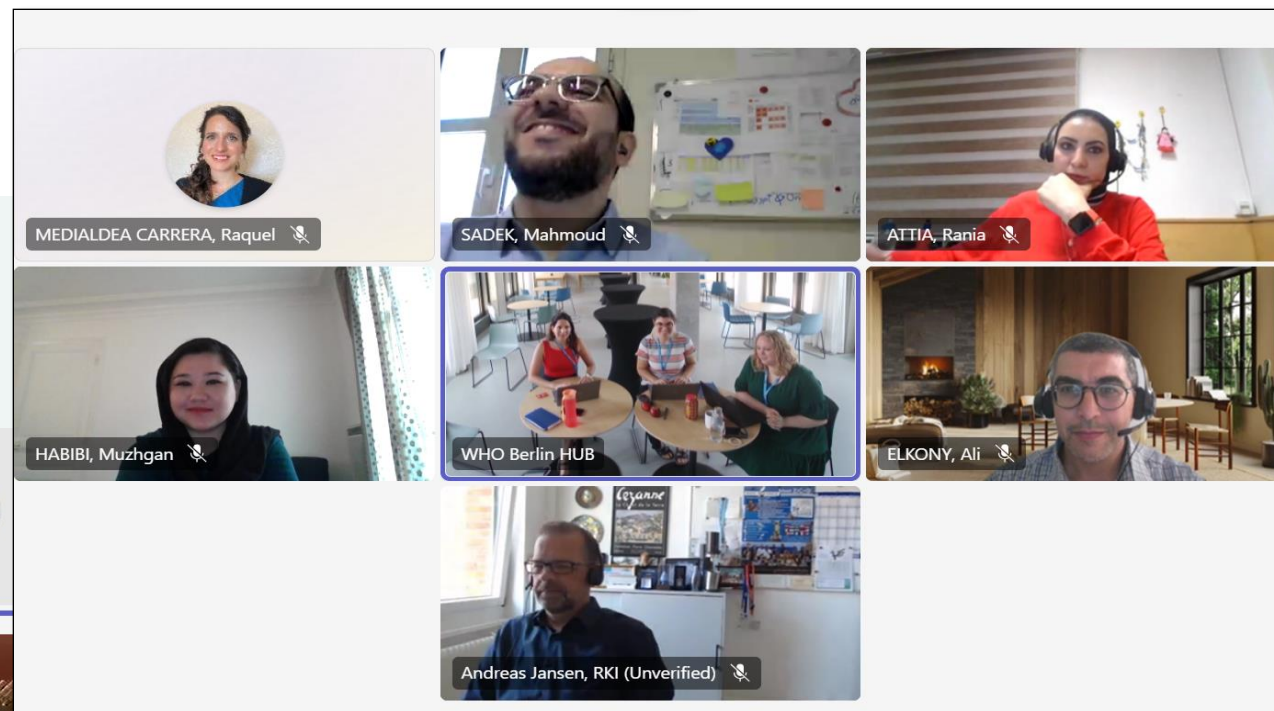 MEDIALDEA CARRERA, Raquel
SADEK, Mahmoud
ATTIA, Rania
HABIBI, Muzhgan
WHO Berlin HUB
ELKONY, Ali
Cezanne
Andreas Jansen, RKI (Unverified)